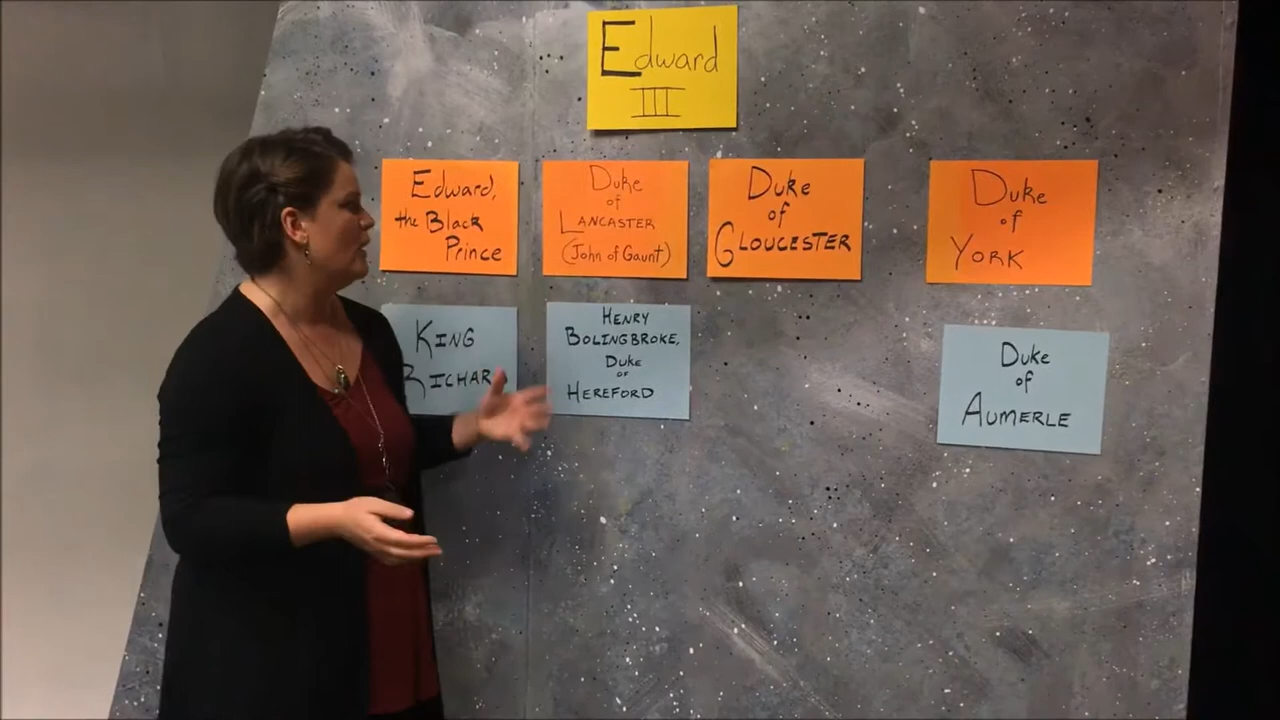 Edward
III
Edward,
the Black
Prince
Duke
of
LANCASTER
(John of Gaunt)
Duke
of
GLOUCESTER
Duke
of
YORK
KING
RICHARD
HENRY
BOLINGBROKE,
DUKE
OF
HEREFORD
Duke
of
AUMERLE